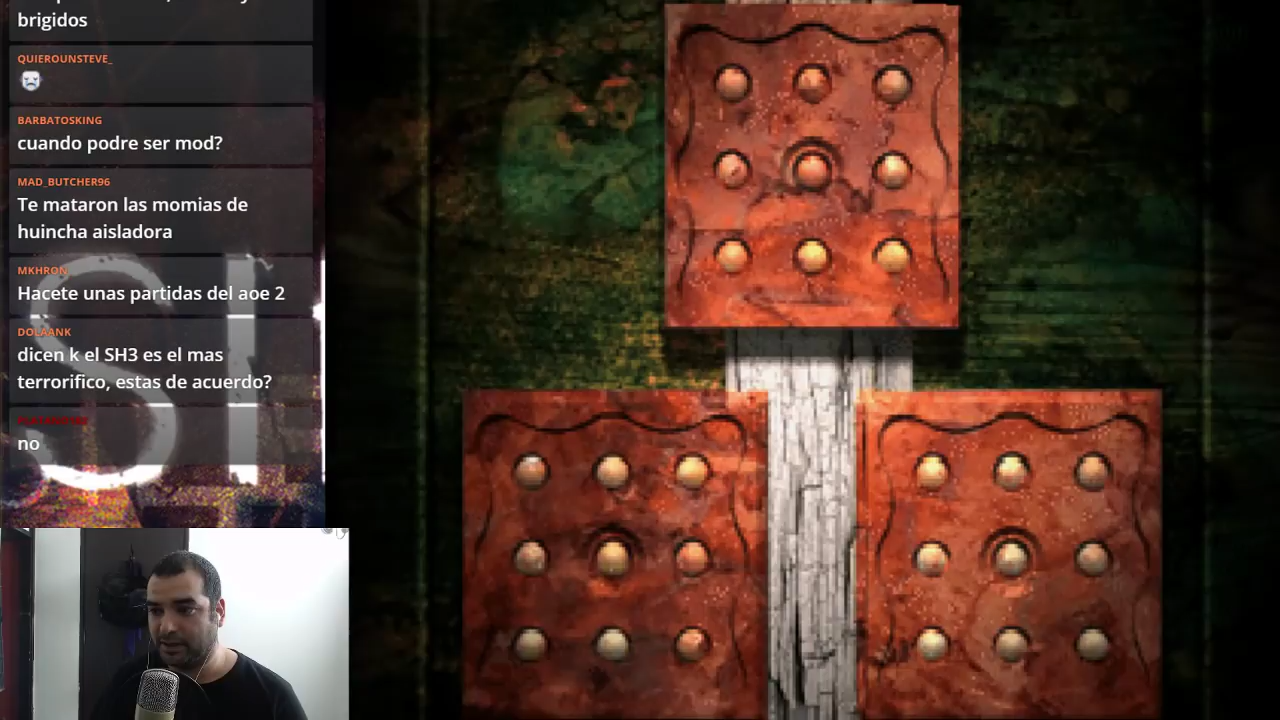 brigidos
QUIEROUNSTEVE_
BARBATOSKING
cuando podre ser mod?
MAD_BUTCHER96
Te mataron las momias de
huincha aisladora
MKHRON
Hacete unas partidas del aoe 2
DOLAANK
dicen k el SH3 es el mas
terrorifico, estas de acuerdo?
no